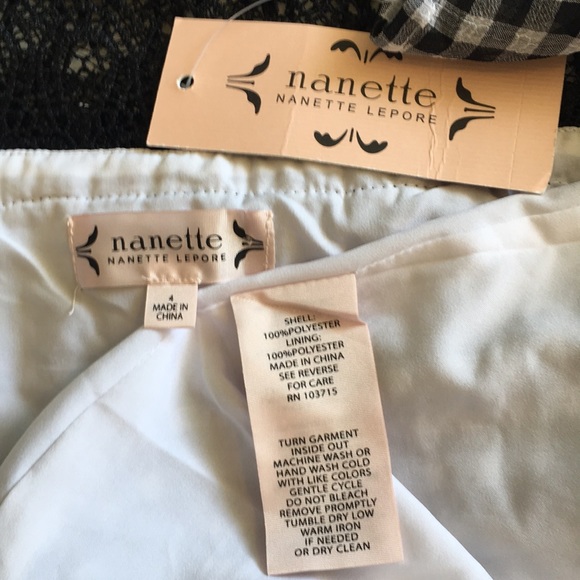 nanette
NANETTE LEPORE
nanette
NANETTE LEPORE
4
MADE IN
CHINA
SHELL:
100%POLYESTER
LINING:
100%POLYESTER
MADE IN CHINA
SEE REVERSE
FOR CARE
RN 103715
TURN GARMENT
INSIDE OUT
MACHINE WASH OR
HAND WASH COLD
WITH LIKE COLORS
GENTLE CYCLE
DO NOT BLEACH
REMOVE PROMPTLY
TUMBLE DRY LOW
WARM IRON
IF NEEDED
OR DRY CLEAN